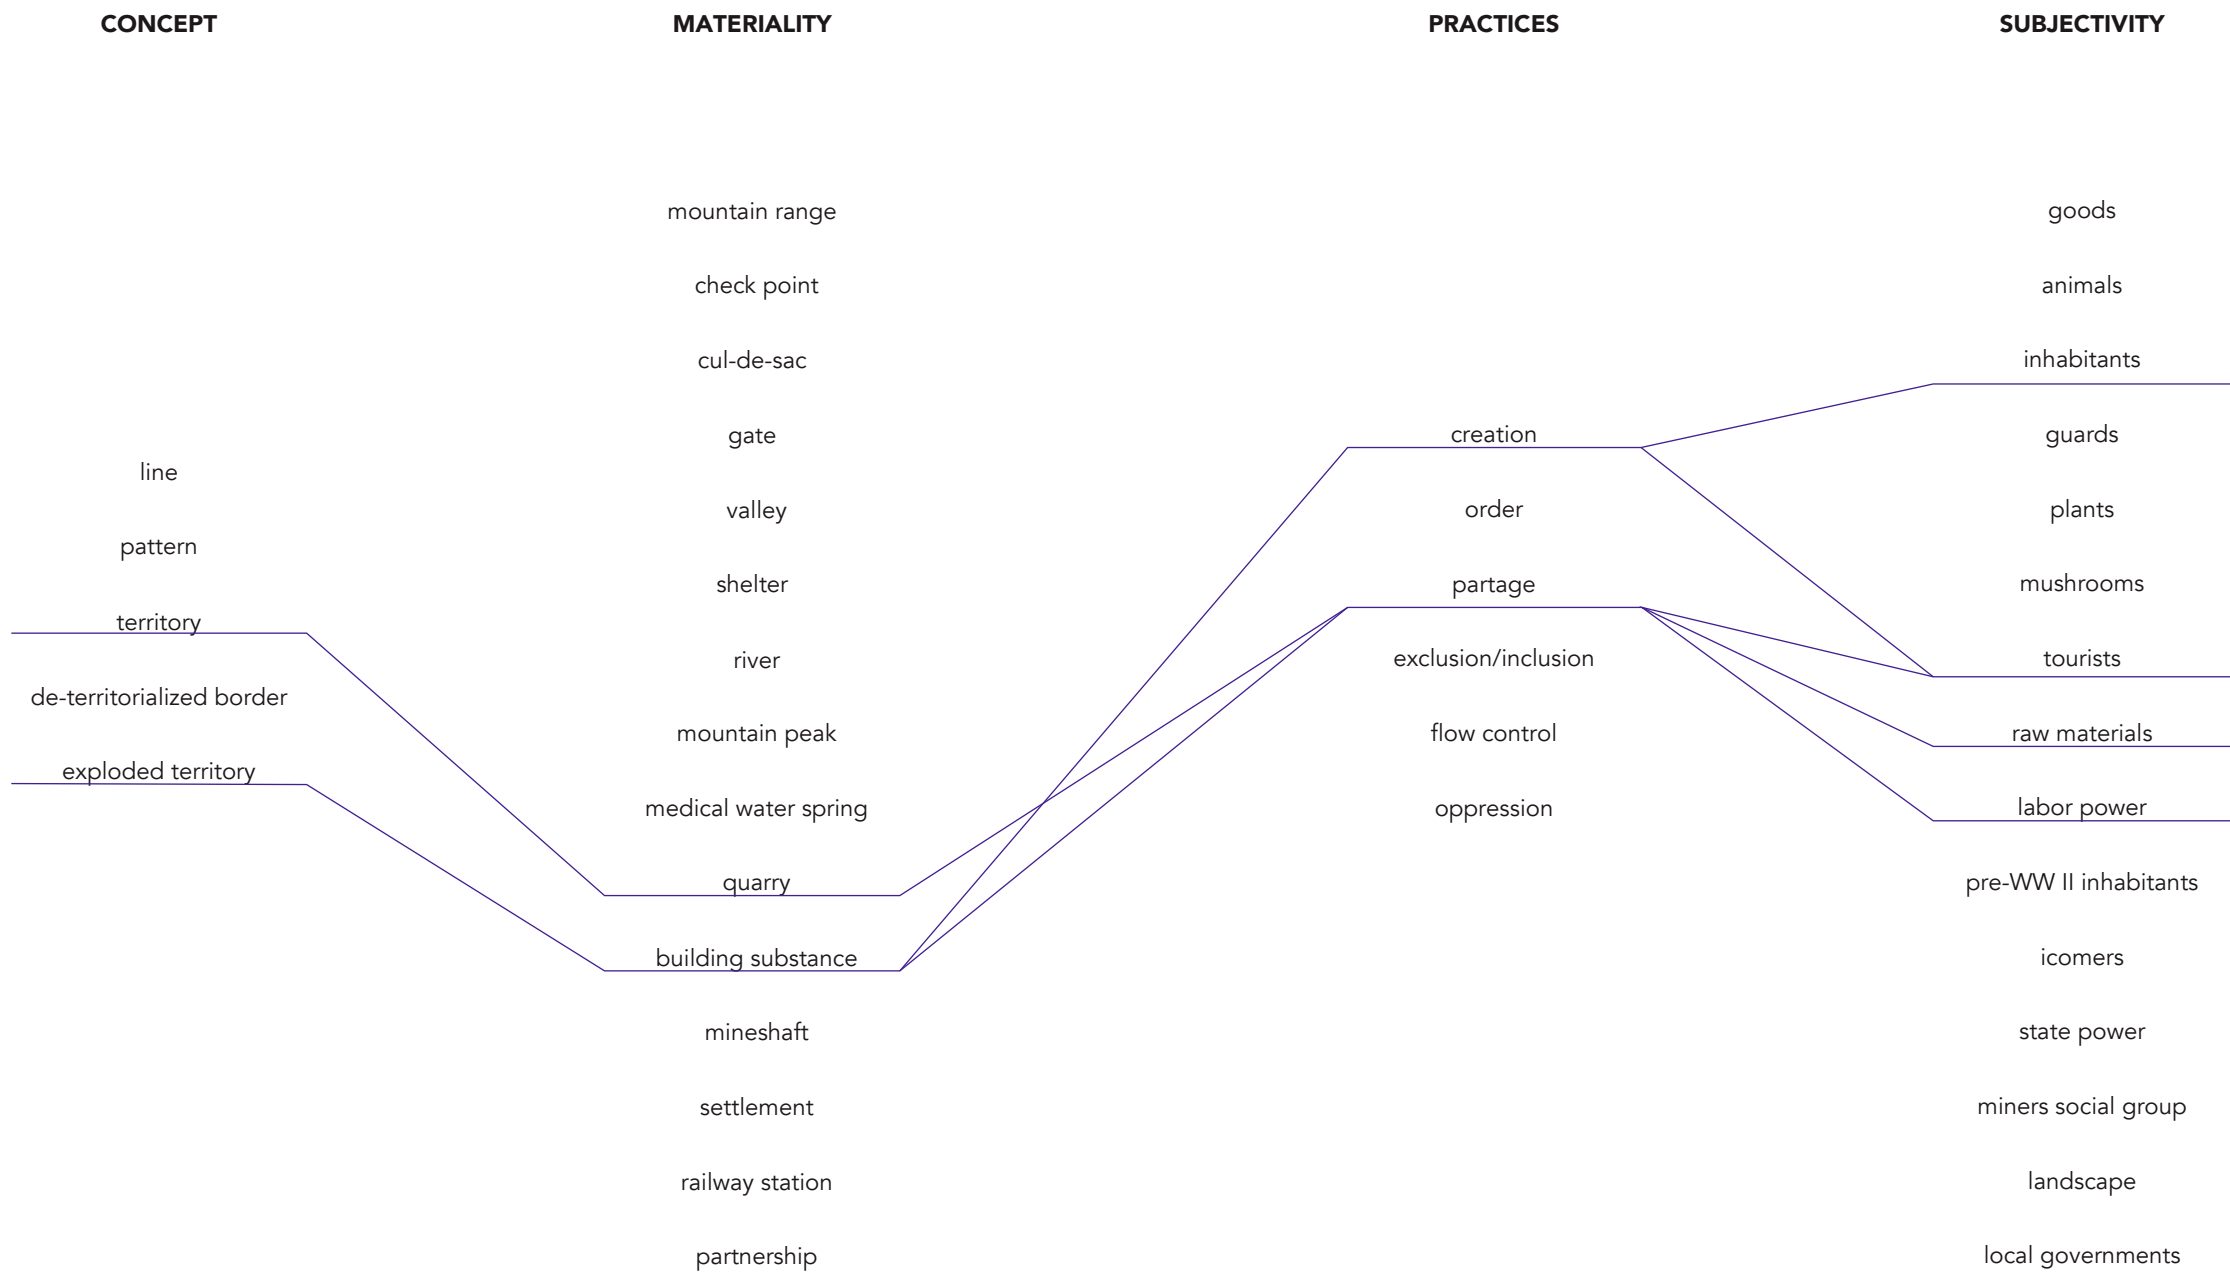 CONCEPT
MATERIALITY
PRACTICES
SUBJECTIVITY
line
pattern
territory
de-territorialized border
exploded territory
mountain range
check point
cul-de-sac
gate
valley
shelter
river
mountain peak
medical water spring
quarry
building substance
mineshaft
settlement
railway station
partnership
creation
order
partage
exclusion/inclusion
flow control
oppression
goods
animals
inhabitants
guards
plants
mushrooms
tourists
raw materials
labor power
pre-WW II inhabitants
icomers
state power
miners social group
landscape
local governments